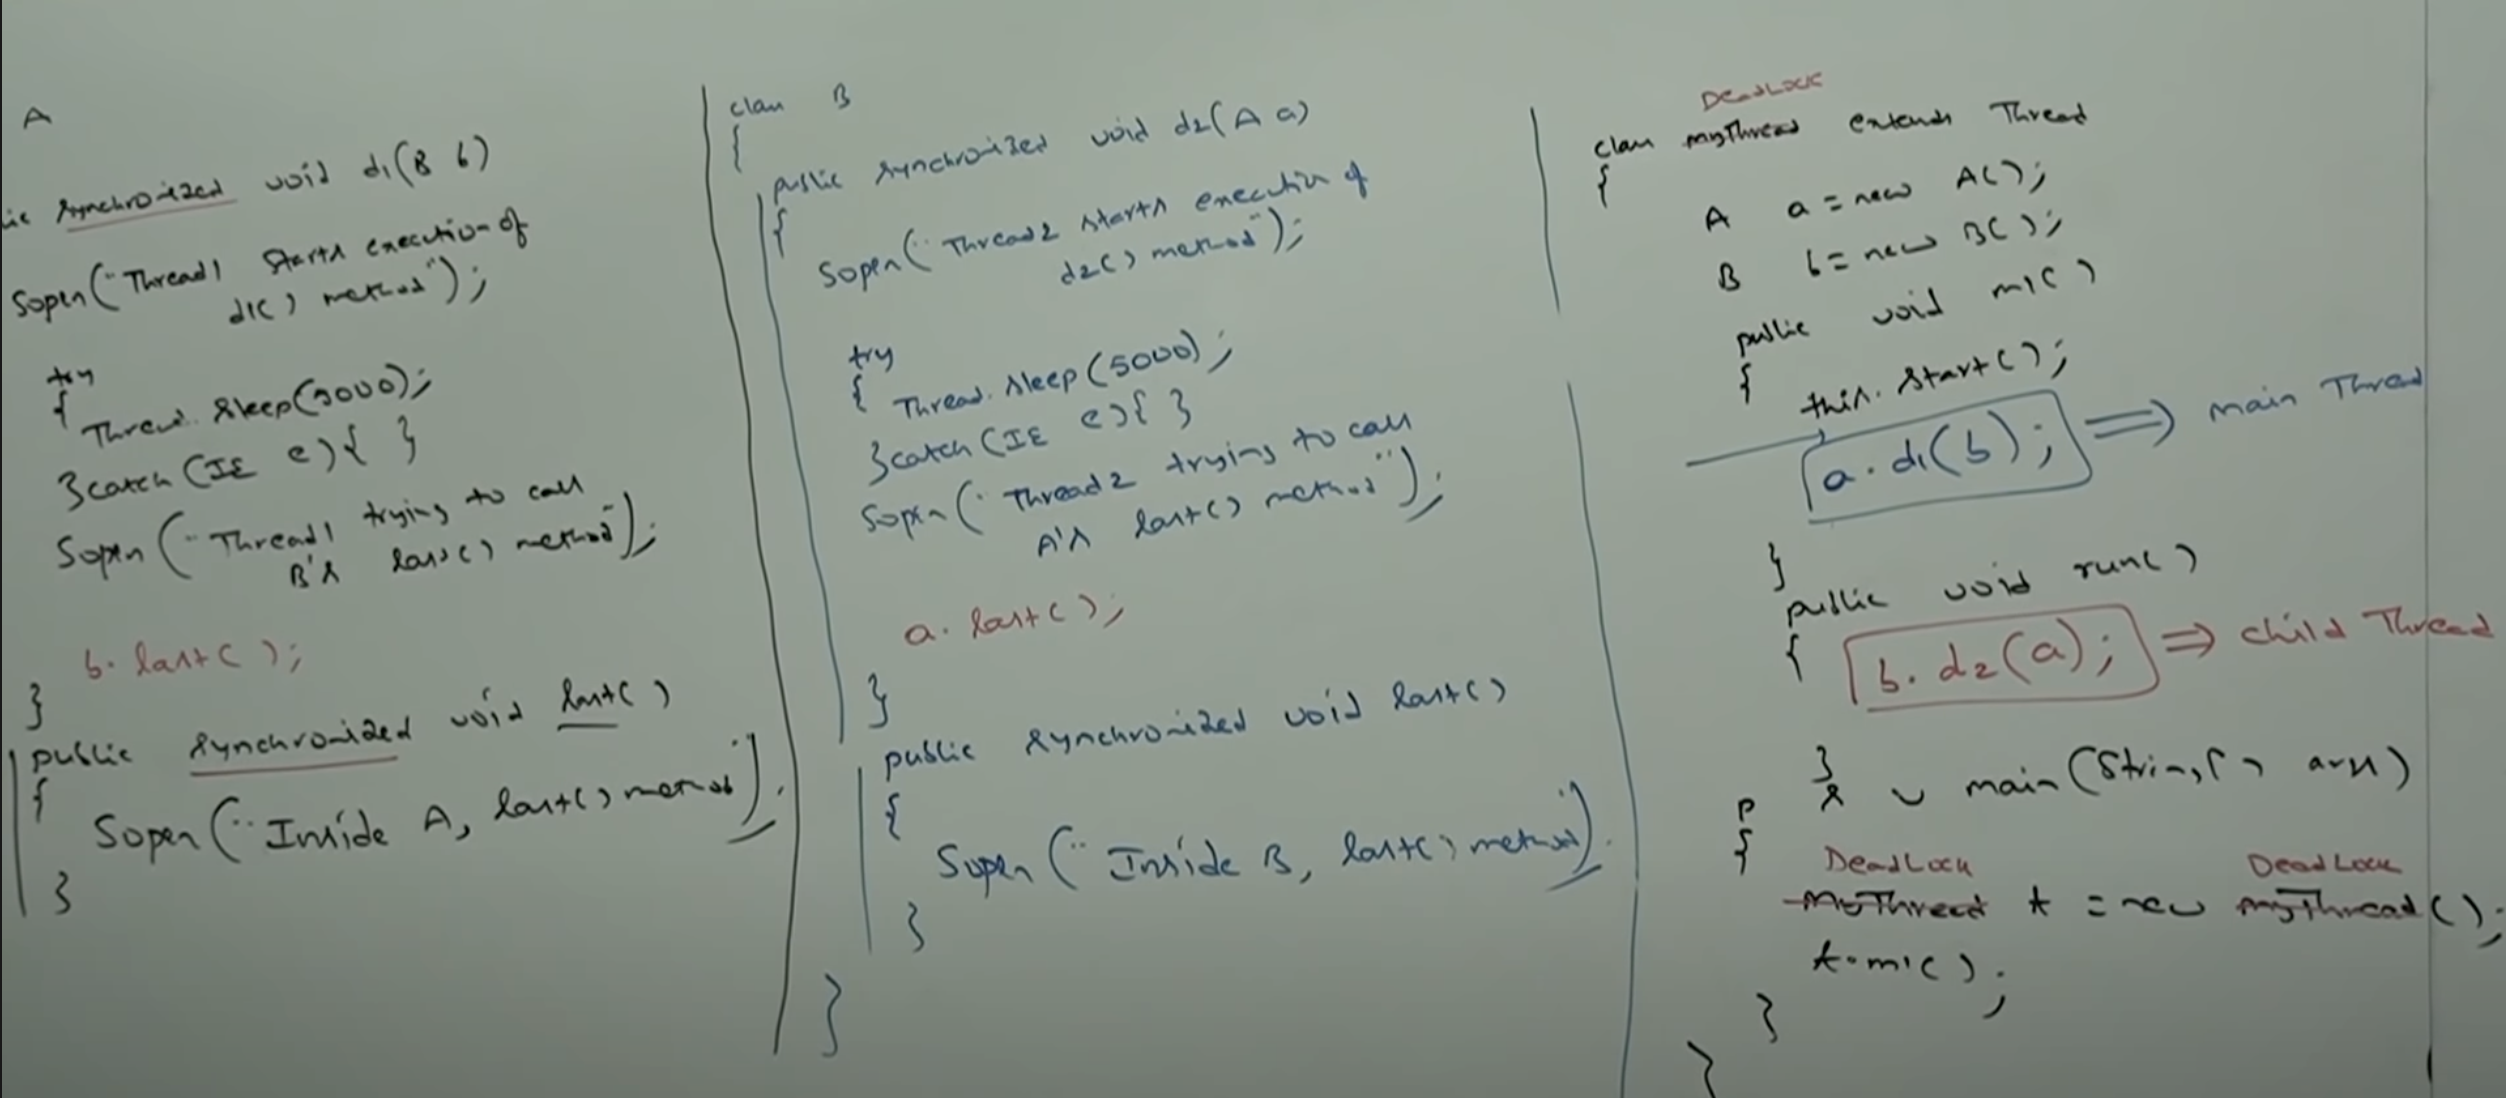 A
ic synchronized void d1(B b)
Sopln("Thread1 starts execution of
d1() method");
try
{
Thread.sleep(5000);
}catch(IE e){ }
Sopln("Thread1 trying to call
B's last() method");
b.last();
}
public synchronized void last()
{
Sopln("Inside A, last() method");
}
class B
{
public synchronized void d2(A a)
{
Sopln("Thread2 starts execution of
d2() method");
try
{ Thread.sleep(5000);
}catch(IE e){ }
Sopln("Thread2 trying to call
A's last() method");
a.last();
}
public synchronized void last()
{
Sopln("Inside B, last() method");
}
}
DeadLock
class myThread extends Thread
{
A a = new A();
B b = new B();
public void m1()
{
this.start();
a.d1(b); ⇒ main Thread
}
public void run()
{
b.d2(a); ⇒ child Thread
}
p s v main(String[] args)
{
DeadLock DeadLock
MyThread t = new myThread();
t.m1();
}
}